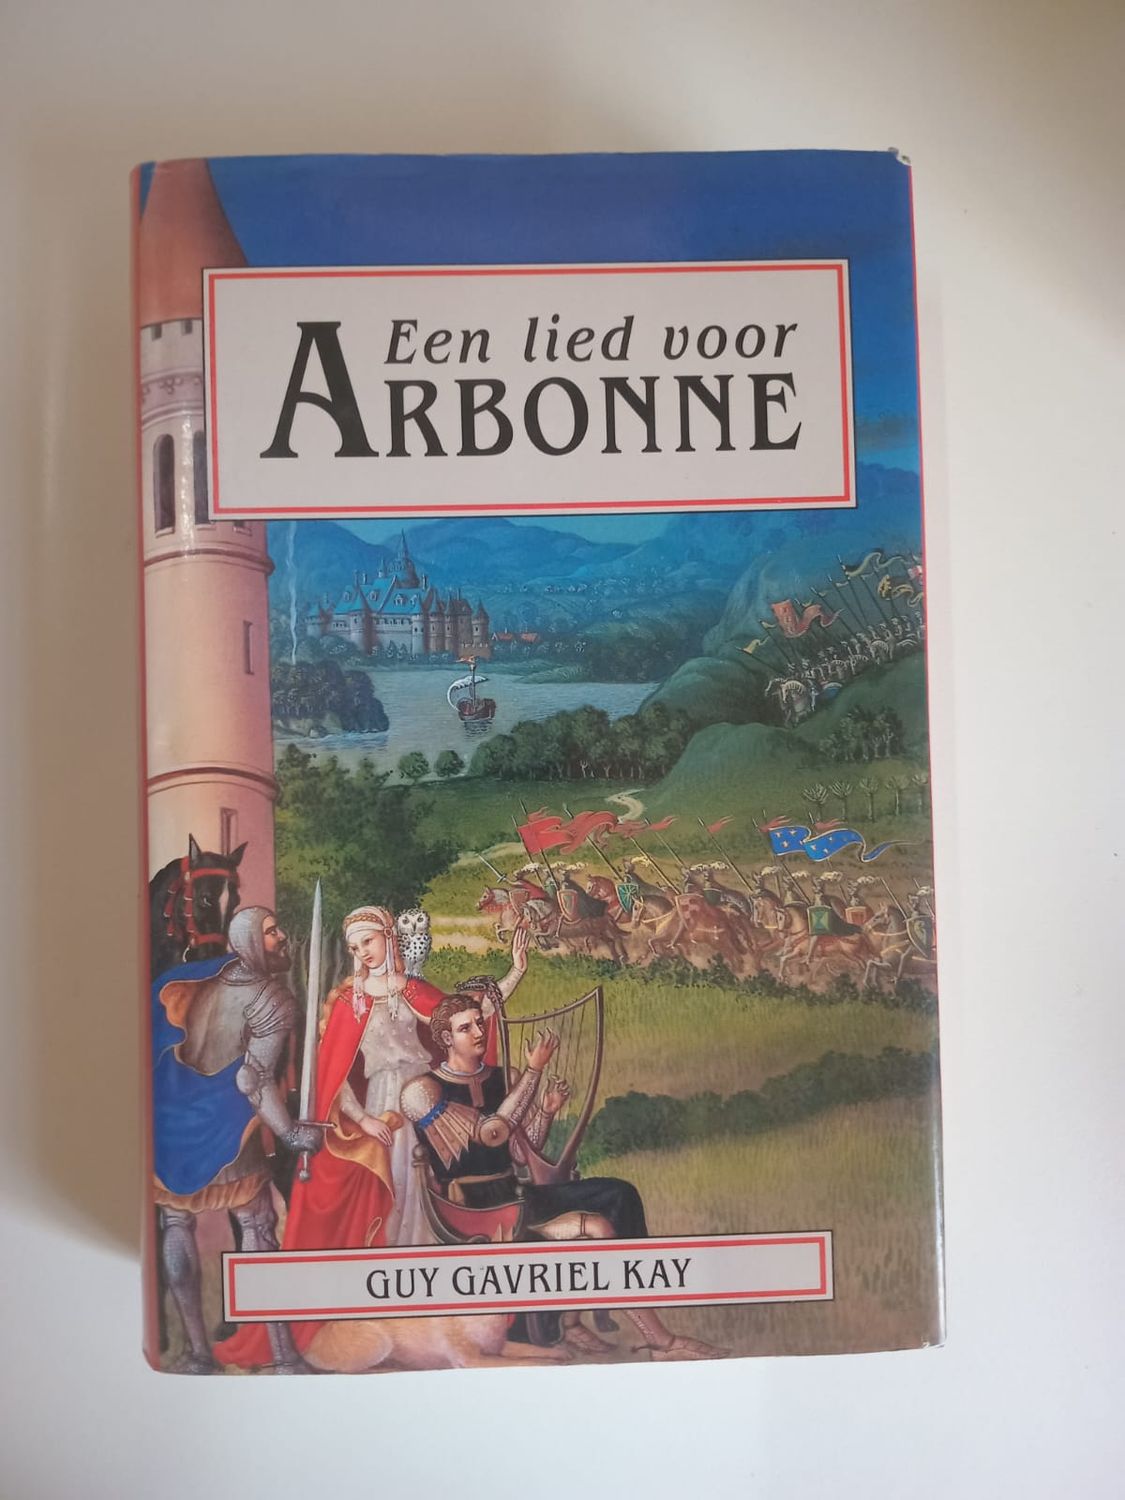 Een lied voor
ARBONNE
GUY GAVRIEL KAY